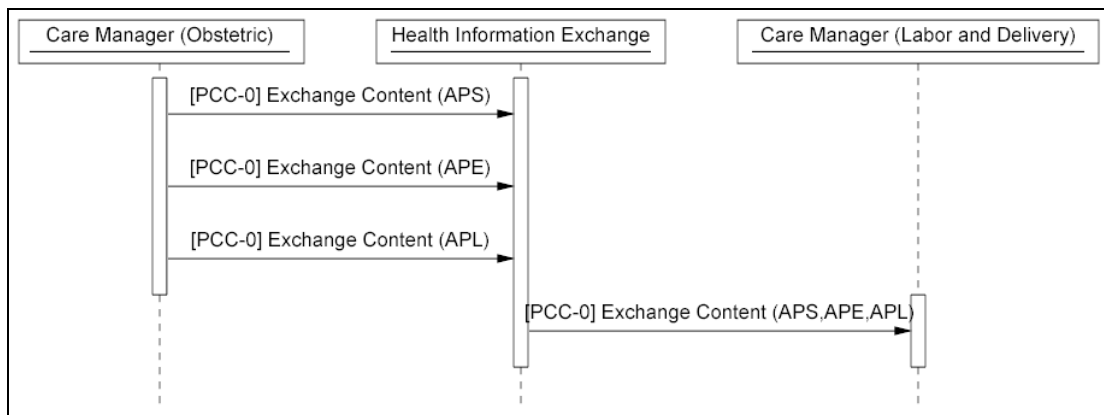 Care Manager (Obstetric)
Health Information Exchange
Care Manager (Labor and Delivery)
[PCC-0] Exchange Content (APS)
[PCC-0] Exchange Content (APE)
[PCC-0] Exchange Content (APL)
[PCC-0] Exchange Content (APS,APE,APL)